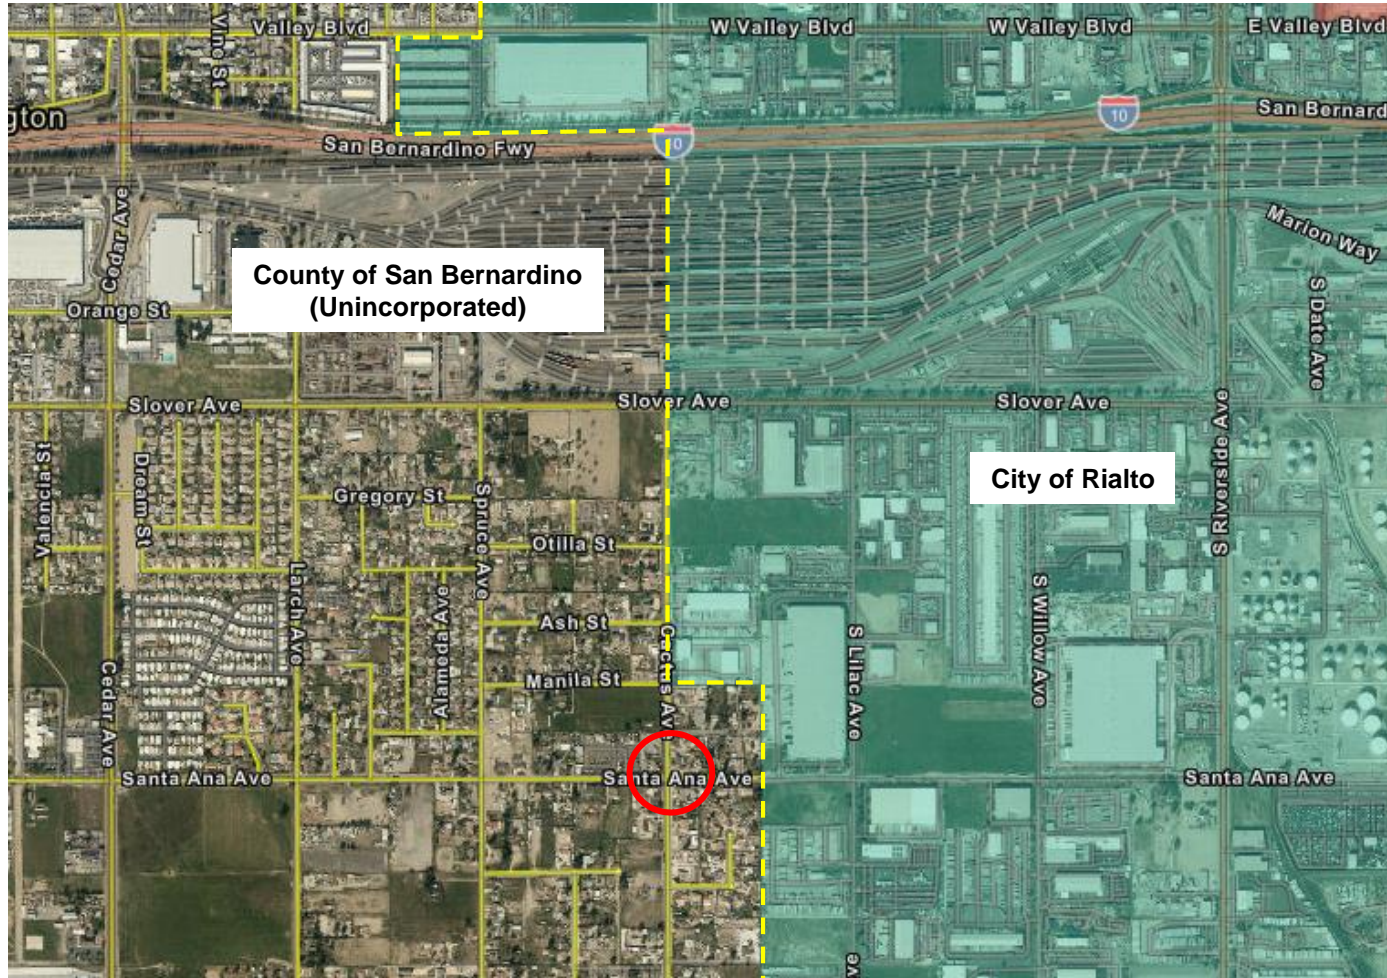 Valley Blvd
W Valley Blvd
W Valley Blvd
E Valley Blvd
Vine St
gton
San Bernardino Fwy
10
10
San Bernard
Cedar Ave
Marion Way
County of San Bernardino
(Unincorporated)
Orange St
S Date Ave
Slover Ave
Slover Ave
Slover Ave
Valencia St
Dream St
Gregory St
Spruce Ave
City of Rialto
S Riverside Ave
Otilla St
Larch Ave
Alameda Ave
Ash St
Cactus Ave
S Lilac Ave
S Willow Ave
Manila St
Cedar Ave
Santa Ana Ave
Santa Ana Ave
Santa Ana Ave
ve